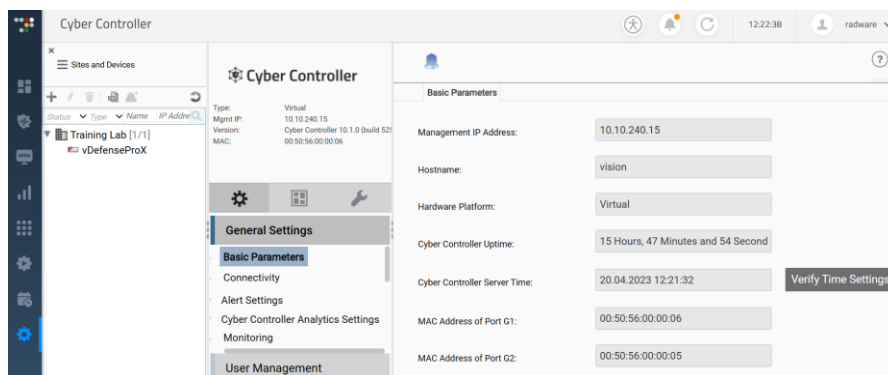 Cyber Controller
12:22:38
radware
Sites and Devices
Status Type Name IP Addre
Training Lab [1/1]
vDefenseProX
Cyber Controller
Type: Virtual
Mgmt IP: 10.10.240.15
Version: Cyber Controller 10.1.0 (build 52
MAC: 00:50:56:00:00:06
General Settings
Basic Parameters
Connectivity
Alert Settings
Cyber Controller Analytics Settings
Monitoring
User Management
?
Basic Parameters
Management IP Address: 10.10.240.15
Hostname: vision
Hardware Platform: Virtual
Cyber Controller Uptime: 15 Hours, 47 Minutes and 54 Second
Cyber Controller Server Time: 20.04.2023 12:21:32 Verify Time Settings
MAC Address of Port G1: 00:50:56:00:00:06
MAC Address of Port G2: 00:50:56:00:00:05